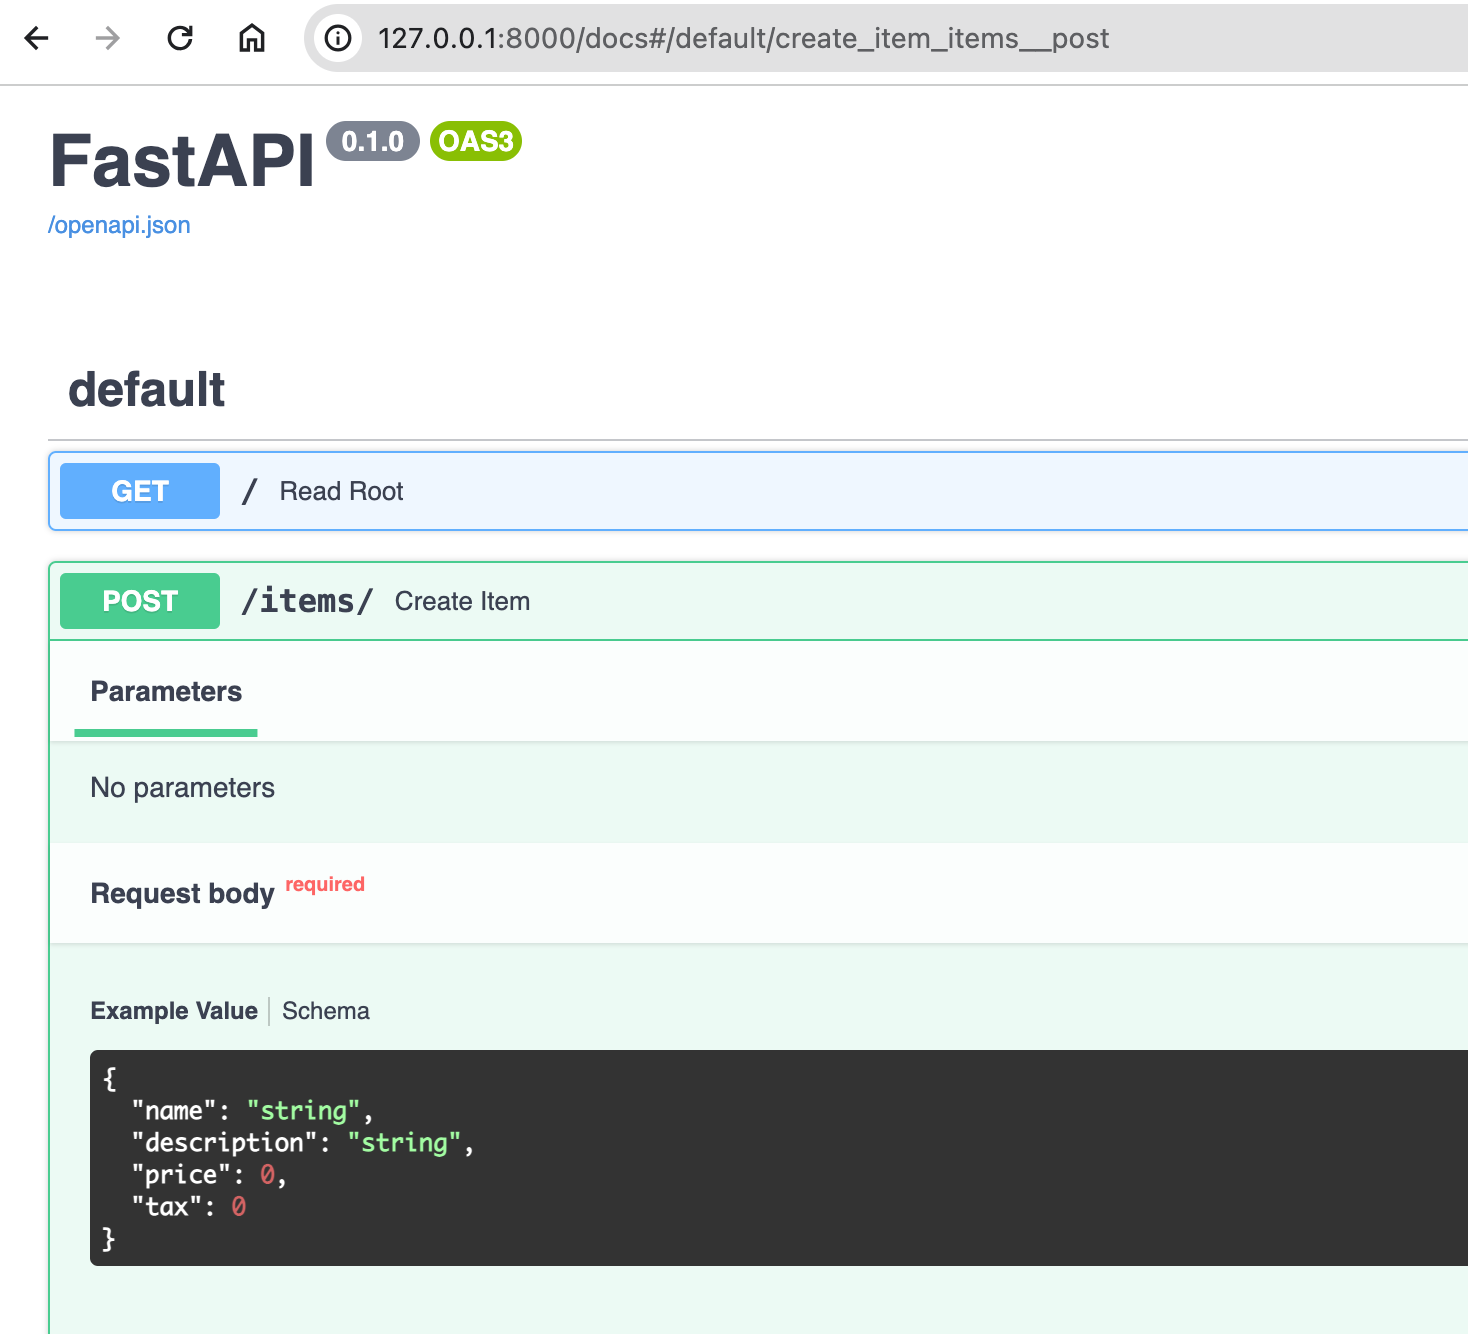 127.0.0.1:8000/docs#/default/create_item_items__post
FastAPI 0.1.0 OAS3
/openapi.json
default
GET / Read Root
POST /items/ Create Item
Parameters
No parameters
Request body required
Example Value | Schema
{
  "name": "string",
  "description": "string",
  "price": 0,
  "tax": 0
}